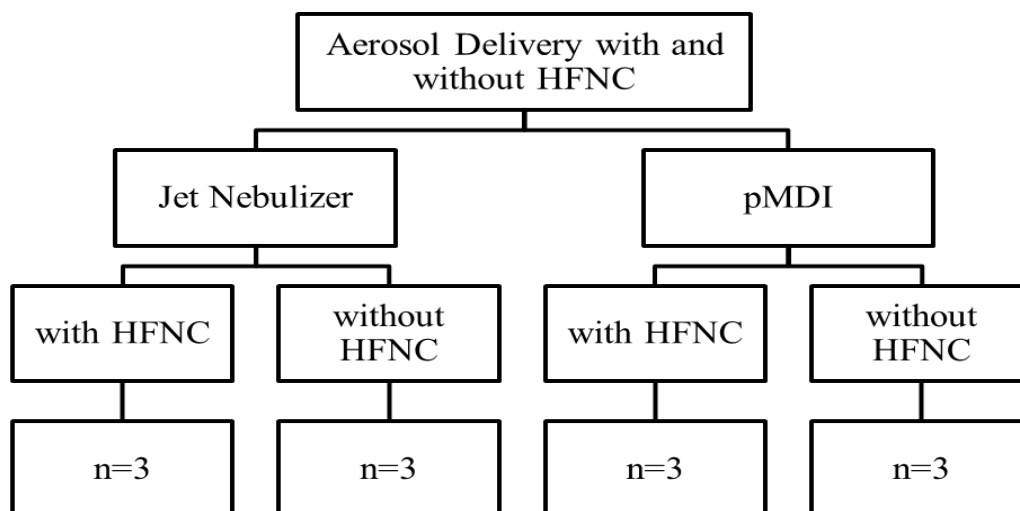 Aerosol Delivery with and
without HFNC
Jet Nebulizer
pMDI
with HFNC
without
HFNC
with HFNC
without
HFNC
n=3
n=3
n=3
n=3